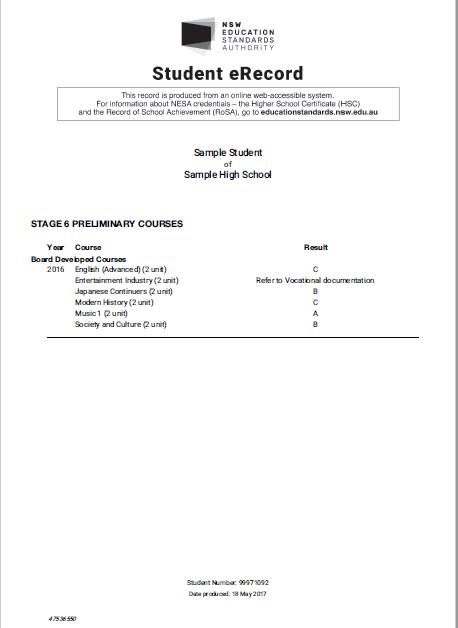 NSW
EDUCATION
STANDARDS
AUTHORITY
Student eRecord
This record is produced from an online web-accessible system.
For information about NESA credentials – the Higher School Certificate (HSC)
and the Record of School Achievement (RoSA), go to educationstandards.nsw.edu.au
Sample Student
of
Sample High School
STAGE 6 PRELIMINARY COURSES
Year Course Result
Board Developed Courses
2016 English (Advanced) (2 unit) C
Entertainment Industry (2 unit) Refer to Vocational documentation
Japanese Continuers (2 unit) B
Modern History (2 unit) C
Music 1 (2 unit) A
Society and Culture (2 unit) B
Student Number: 99971092
Date produced: 18 May 2017
47536550